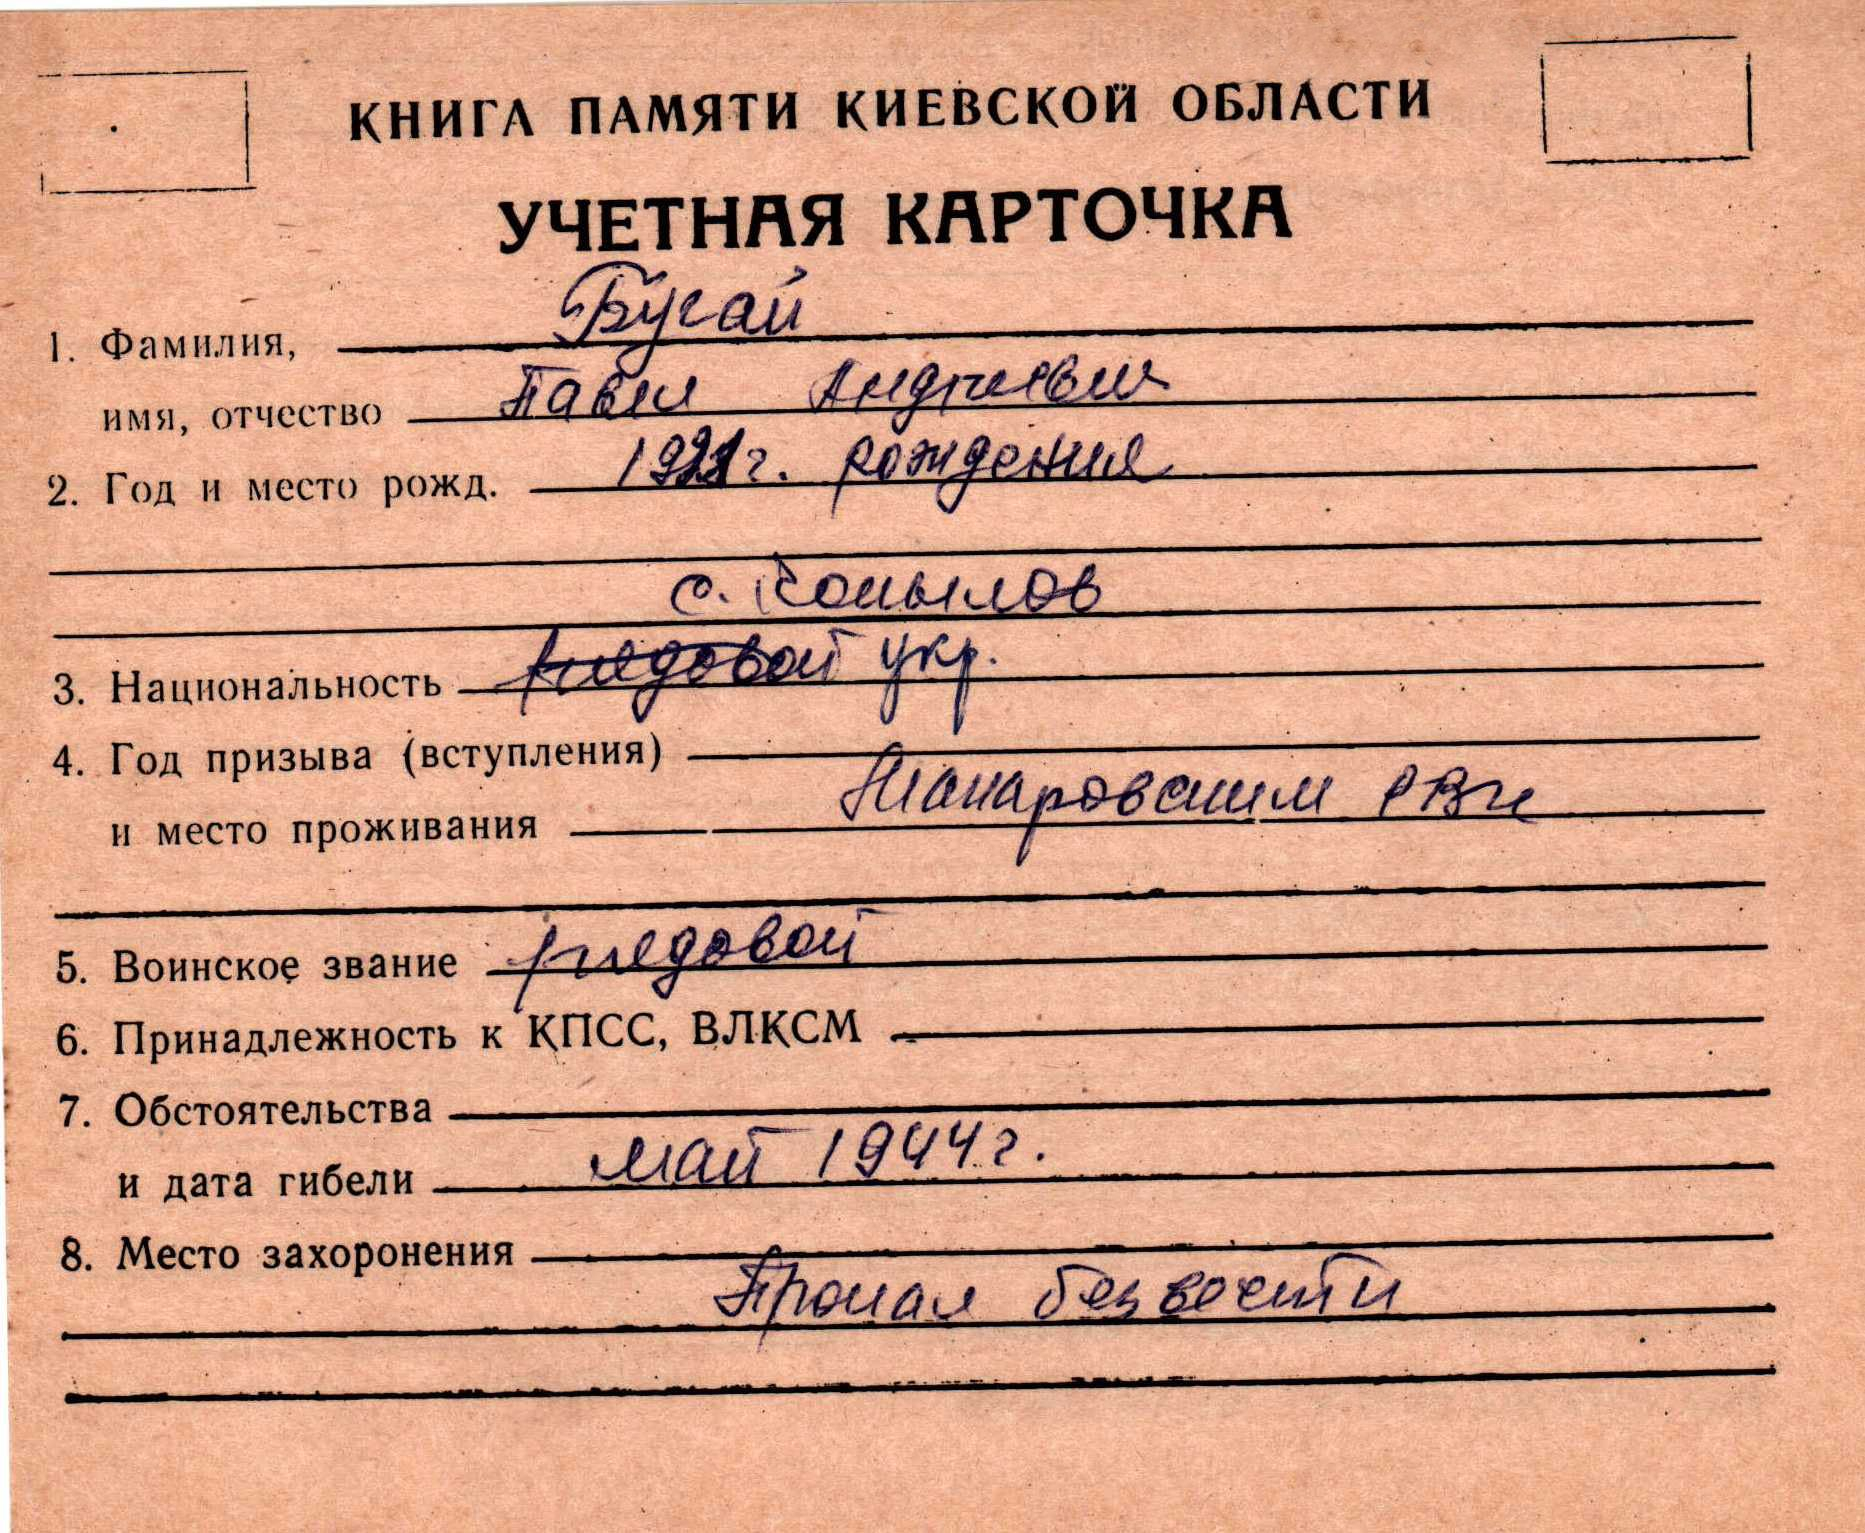 КНИГА ПАМЯТИ КИЕВСКОЙ ОБЛАСТИ
УЧЕТНАЯ КАРТОЧКА
1. Фамилия, Бугай
имя, отчество Павел Андреевич
2. Год и место рожд. г. рождения
с. Копылов
3. Национальность рядовой укр.
4. Год призыва (вступления)
и место проживания Макаровским РВк
5. Воинское звание рядовой
6. Принадлежность к КПСС, ВЛКСМ
7. Обстоятельства
и дата гибели май 1944 г.
8. Место захоронения
Пропал без вести